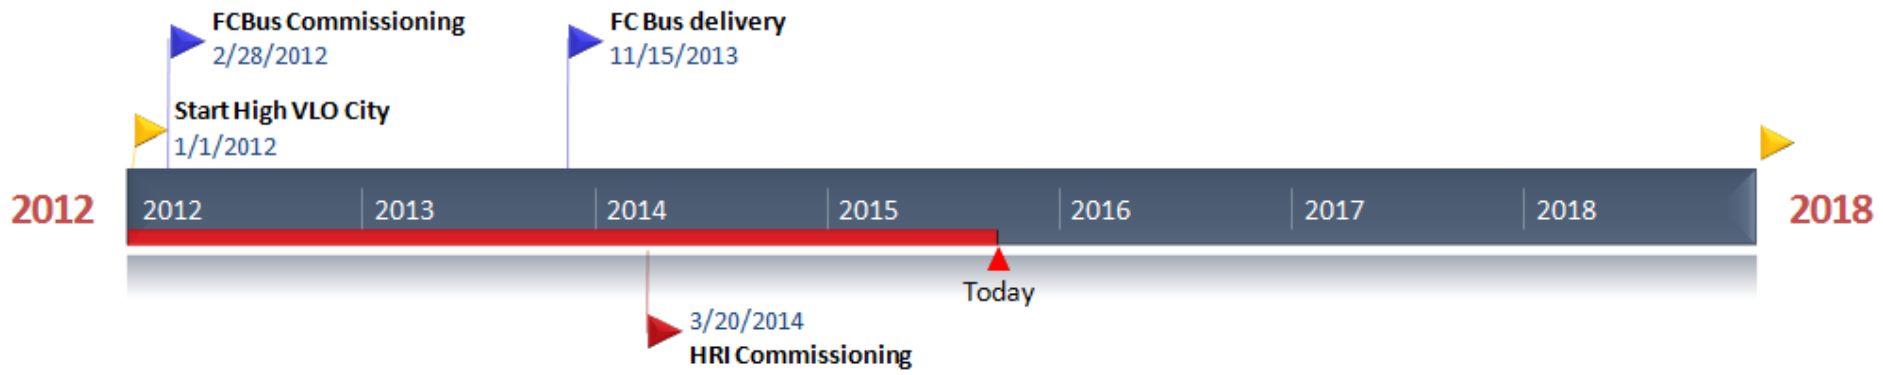 FCBus Commissioning
2/28/2012
FC Bus delivery
11/15/2013
Start High VLO City
1/1/2012
2012
2012
2013
2014
2015
2016
2017
2018
2018
Today
3/20/2014
HRI Commissioning